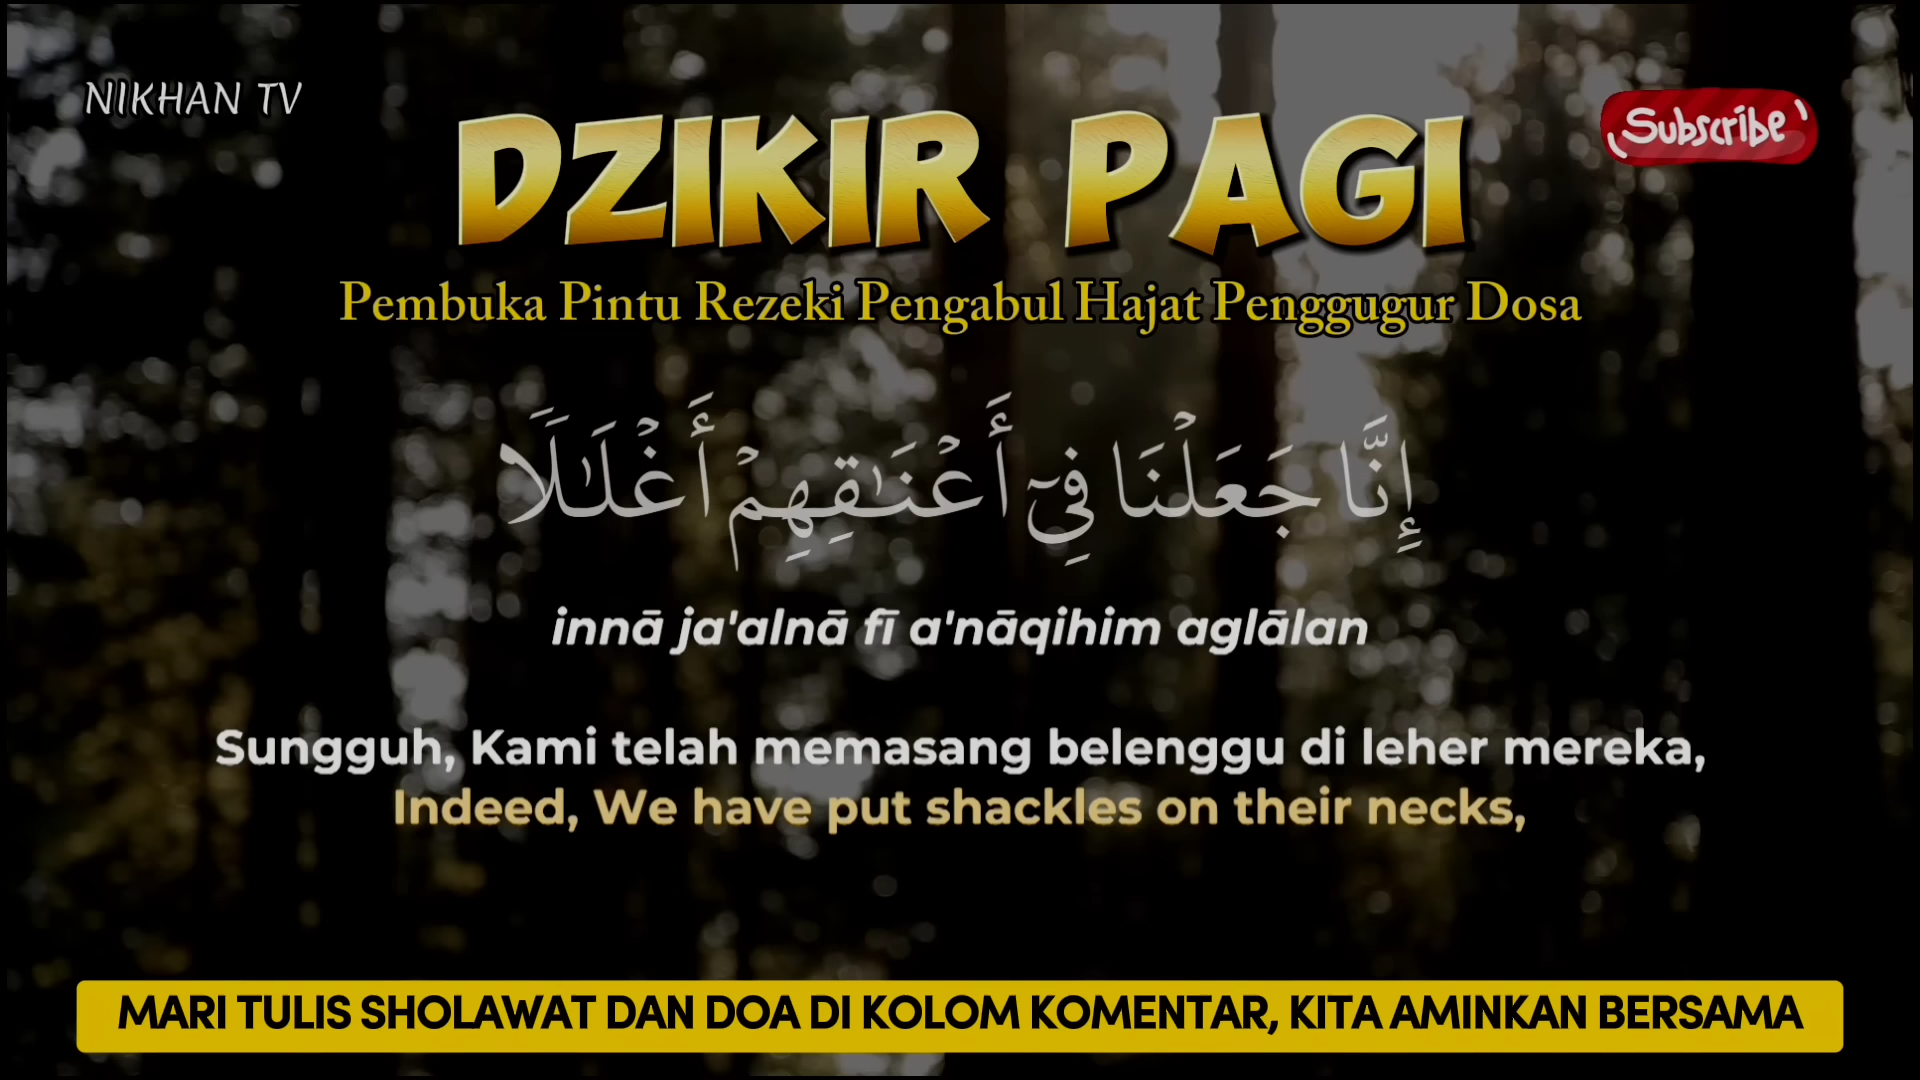 NIKHAN TV
Subscribe
DZIKIR PAGI
Pembuka Pintu Rezeki Pengabul Hajat Penggugur Dosa
إِنَّا جَعَلْنَا فِيٓ أَعْنَـٰقِهِمْ أَغْلَـٰلًا
innā ja'alnā fī a'nāqihim aglālan
Sungguh, Kami telah memasang belenggu di leher mereka,
Indeed, We have put shackles on their necks,
MARI TULIS SHOLAWAT DAN DOA DI KOLOM KOMENTAR, KITA AMINKAN BERSAMA